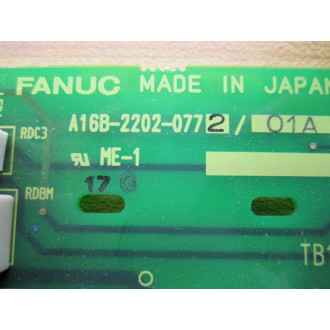 FANUC MADE IN JAPAN
A16B-2202-0772/01A
RDC3
ME-1
17
RDBM
TB1